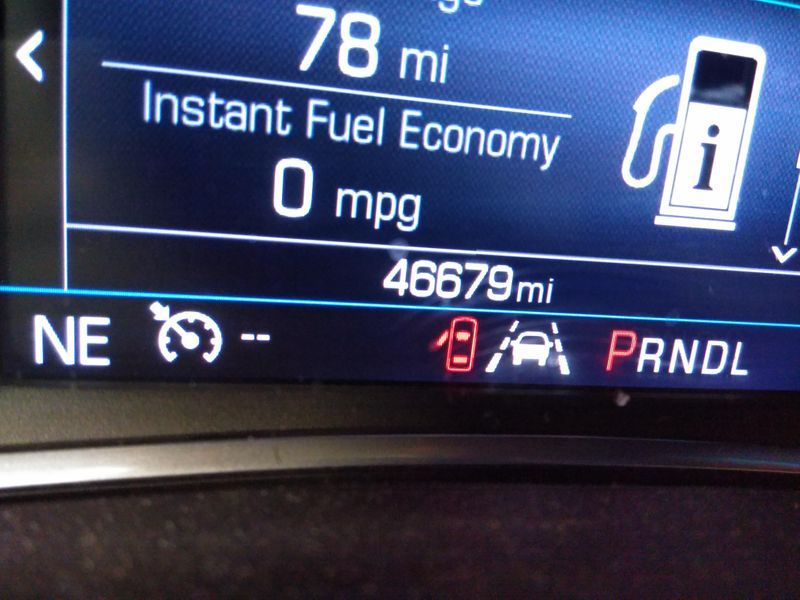 78 mi
Instant Fuel Economy
0 mpg
i
46679 mi
NE -- PRNDL